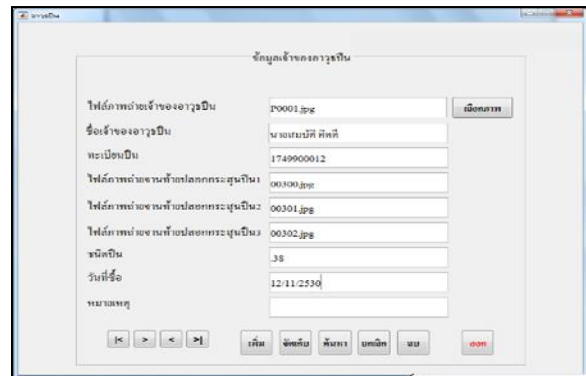 อาวุธปืน
ข้อมูลเจ้าของอาวุธปืน
ไฟล์ภาพถ่ายเจ้าของอาวุธปืน P0001.jpg เลือกภาพ
ชื่อเจ้าของอาวุธปืน นายสมบัติ
ทะเบียนปืน 1749900012
ไฟล์ภาพถ่ายจานท้ายปลอกกระสุนปืน1 00300.jpg
ไฟล์ภาพถ่ายจานท้ายปลอกกระสุนปืน2 00301.jpg
ไฟล์ภาพถ่ายจานท้ายปลอกกระสุนปืน3 00302.jpg
ชนิดปืน .38
วันที่ซื้อ 12/11/2530
หมายเหตุ
|< > < >| เพิ่ม จัดเก็บ ค้นหา ยกเลิก ลบ ออก